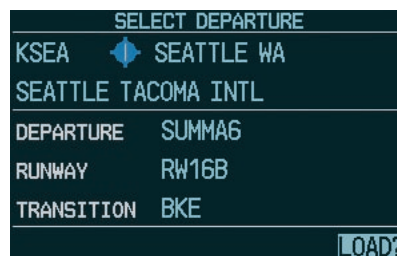 SELECT DEPARTURE
KSEA SEATTLE WA
SEATTLE TACOMA INTL
DEPARTURE SUMMA6
RUNWAY RW16B
TRANSITION BKE
LOAD?